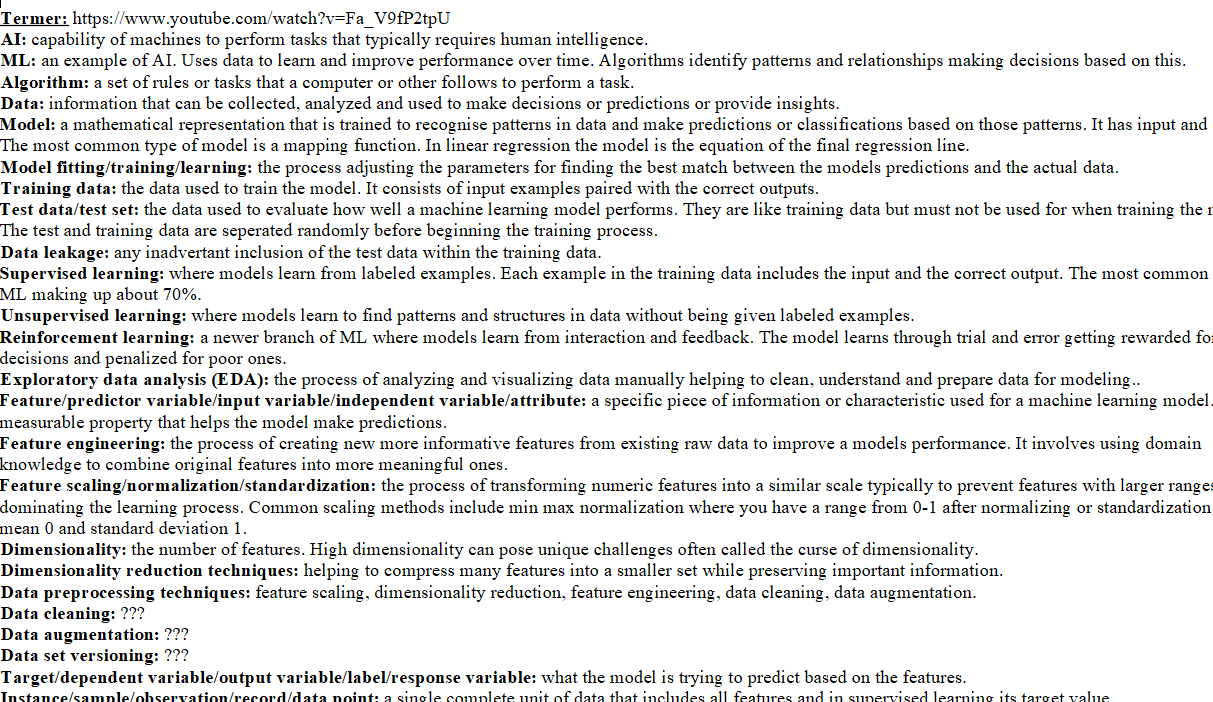 Termer: https://www.youtube.com/watch?v=Fa_V9fP2tpU
AI: capability of machines to perform tasks that typically requires human intelligence.
ML: an example of AI. Uses data to learn and improve performance over time. Algorithms identify patterns and relationships making decisions based on this.
Algorithm: a set of rules or tasks that a computer or other follows to perform a task.
Data: information that can be collected, analyzed and used to make decisions or predictions or provide insights.
Model: a mathematical representation that is trained to recognise patterns in data and make predictions or classifications based on those patterns. It has input and
The most common type of model is a mapping function. In linear regression the model is the equation of the final regression line.
Model fitting/training/learning: the process adjusting the parameters for finding the best match between the models predictions and the actual data.
Training data: the data used to train the model. It consists of input examples paired with the correct outputs.
Test data/test set: the data used to evaluate how well a machine learning model performs. They are like training data but must not be used for when training the
The test and training data are seperated randomly before beginning the training process.
Data leakage: any inadvertant inclusion of the test data within the training data.
Supervised learning: where models learn from labeled examples. Each example in the training data includes the input and the correct output. The most common
ML making up about 70%.
Unsupervised learning: where models learn to find patterns and structures in data without being given labeled examples.
Reinforcement learning: a newer branch of ML where models learn from interaction and feedback. The model learns through trial and error getting rewarded
decisions and penalized for poor ones.
Exploratory data analysis (EDA): the process of analyzing and visualizing data manually helping to clean, understand and prepare data for modeling..
Feature/predictor variable/input variable/independent variable/attribute: a specific piece of information or characteristic used for a machine learning model.
measurable property that helps the model make predictions.
Feature engineering: the process of creating new more informative features from existing raw data to improve a models performance. It involves using domain
knowledge to combine original features into more meaningful ones.
Feature scaling/normalization/standardization: the process of transforming numeric features into a similar scale typically to prevent features with larger ranges
dominating the learning process. Common scaling methods include min max normalization where you have a range from 0-1 after normalizing or standardization
mean 0 and standard deviation 1.
Dimensionality: the number of features. High dimensionality can pose unique challenges often called the curse of dimensionality.
Dimensionality reduction techniques: helping to compress many features into a smaller set while preserving important information.
Data preprocessing techniques: feature scaling, dimensionality reduction, feature engineering, data cleaning, data augmentation.
Data cleaning: ???
Data augmentation: ???
Data set versioning: ???
Target/dependent variable/output variable/label/response variable: what the model is trying to predict based on the features.
Instance/sample/observation/record/data point: a single complete unit of data that includes all features and in supervised learning its target value